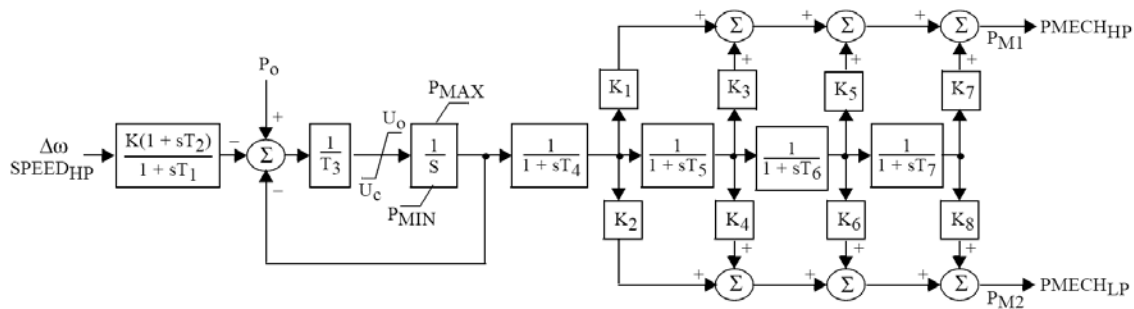 Δω
SPEED_HP
K(1 + sT_2)
1 + sT_1
P_o
+
−
Σ
−
1
T_3
U_o
U_c
P_MAX
1
S
P_MIN
1
1 + sT_4
K_1
K_2
1
1 + sT_5
K_3
K_4
1
1 + sT_6
K_5
K_6
1
1 + sT_7
K_7
K_8
+
Σ
+
+
Σ
+
+
Σ
+
P_M1
PMECH_HP
+
Σ
+
+
Σ
+
+
Σ
+
P_M2
PMECH_LP